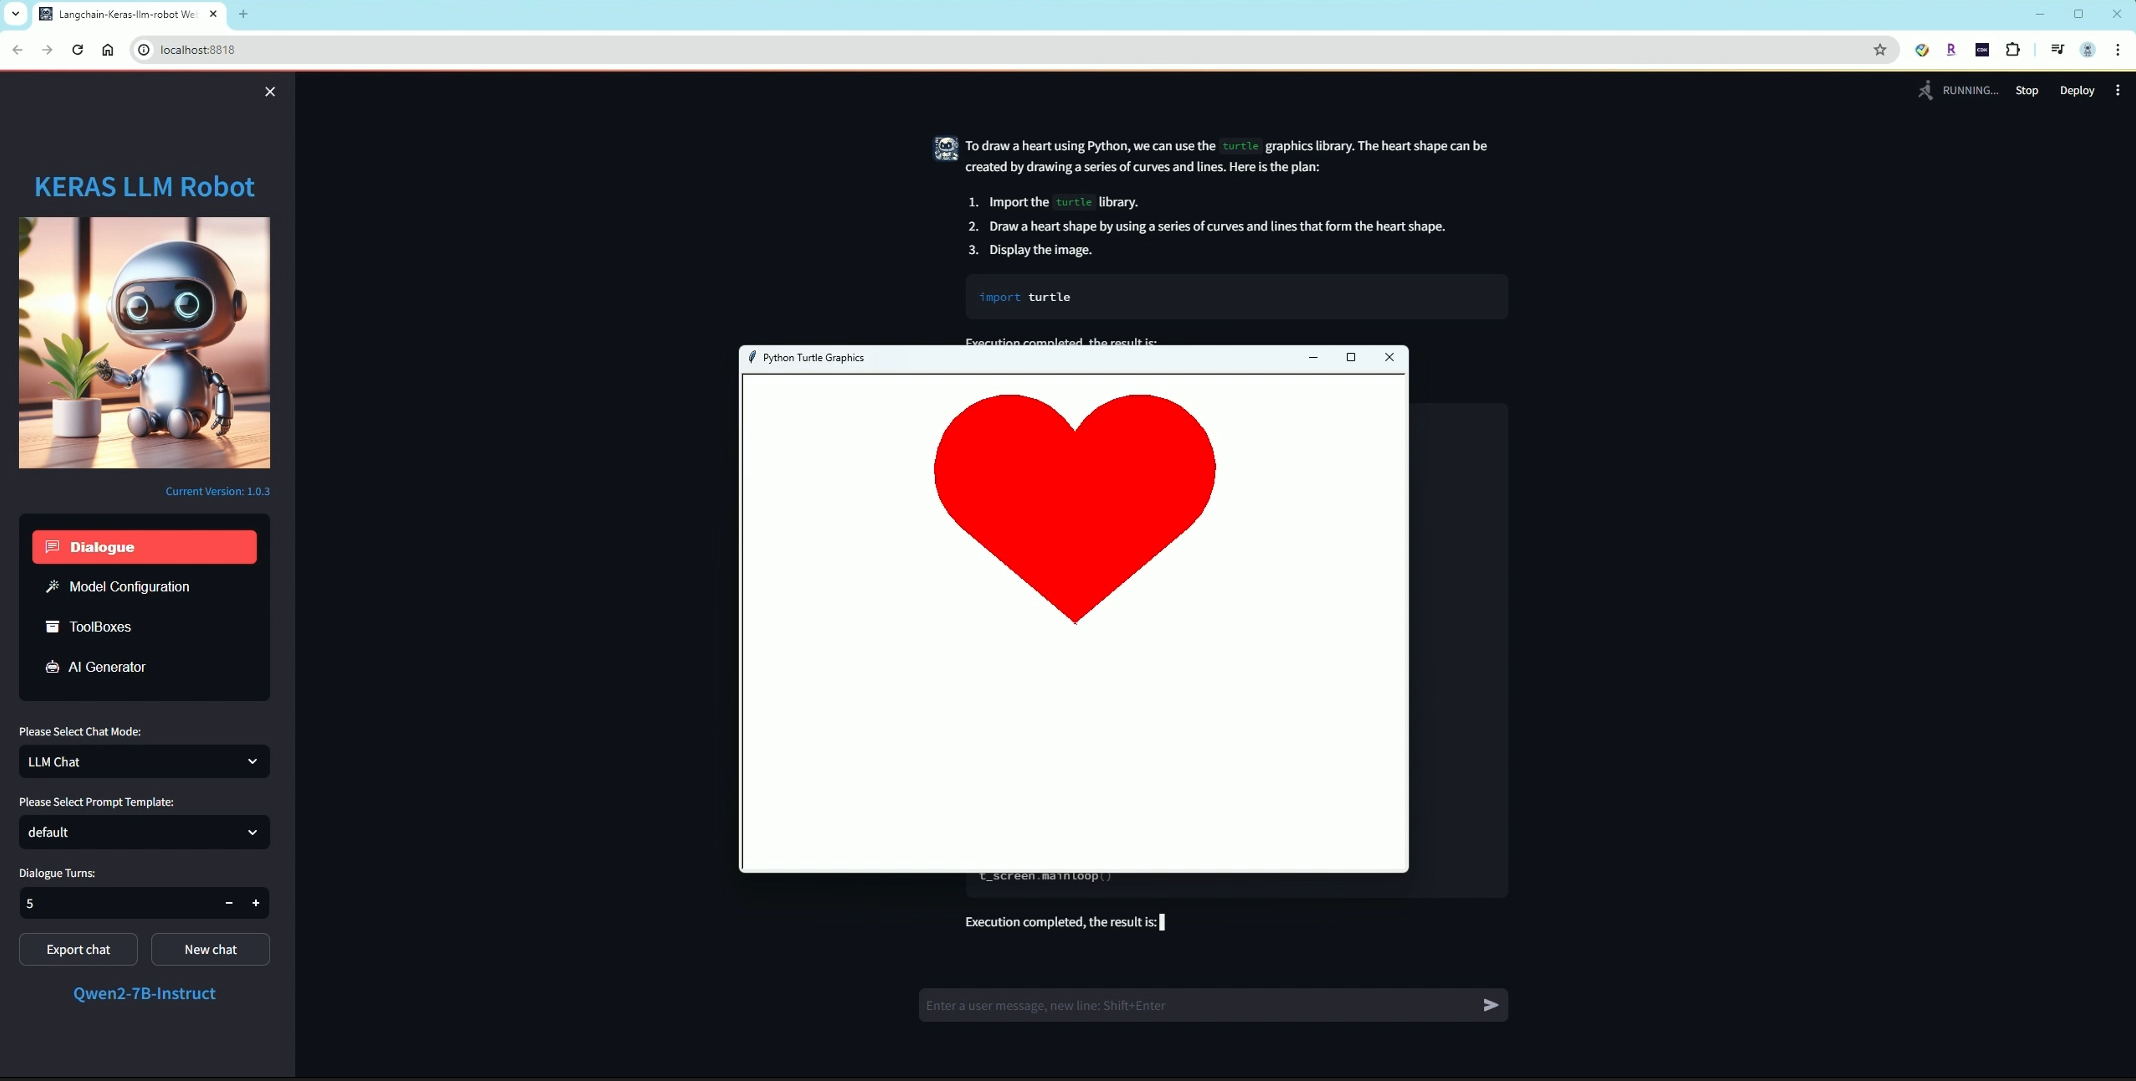 Langchain-Keras-llm-robot We
localhost:8818
RUNNING...
Stop
Deploy
KERAS LLM Robot
Current Version: 1.0.3
Dialogue
Model Configuration
ToolBoxes
AI Generator
Please Select Chat Mode:
LLM Chat
Please Select Prompt Template:
default
Dialogue Turns:
5
Export chat
New chat
Qwen2-7B-Instruct
To draw a heart using Python, we can use the turtle graphics library. The heart shape can be
created by drawing a series of curves and lines. Here is the plan:
1. Import the turtle library.
2. Draw a heart shape by using a series of curves and lines that form the heart shape.
3. Display the image.
import turtle
Execution completed, the result is:
Python Turtle Graphics
t_screen.mainloop()
Execution completed, the result is:
Enter a user message, new line: Shift+Enter